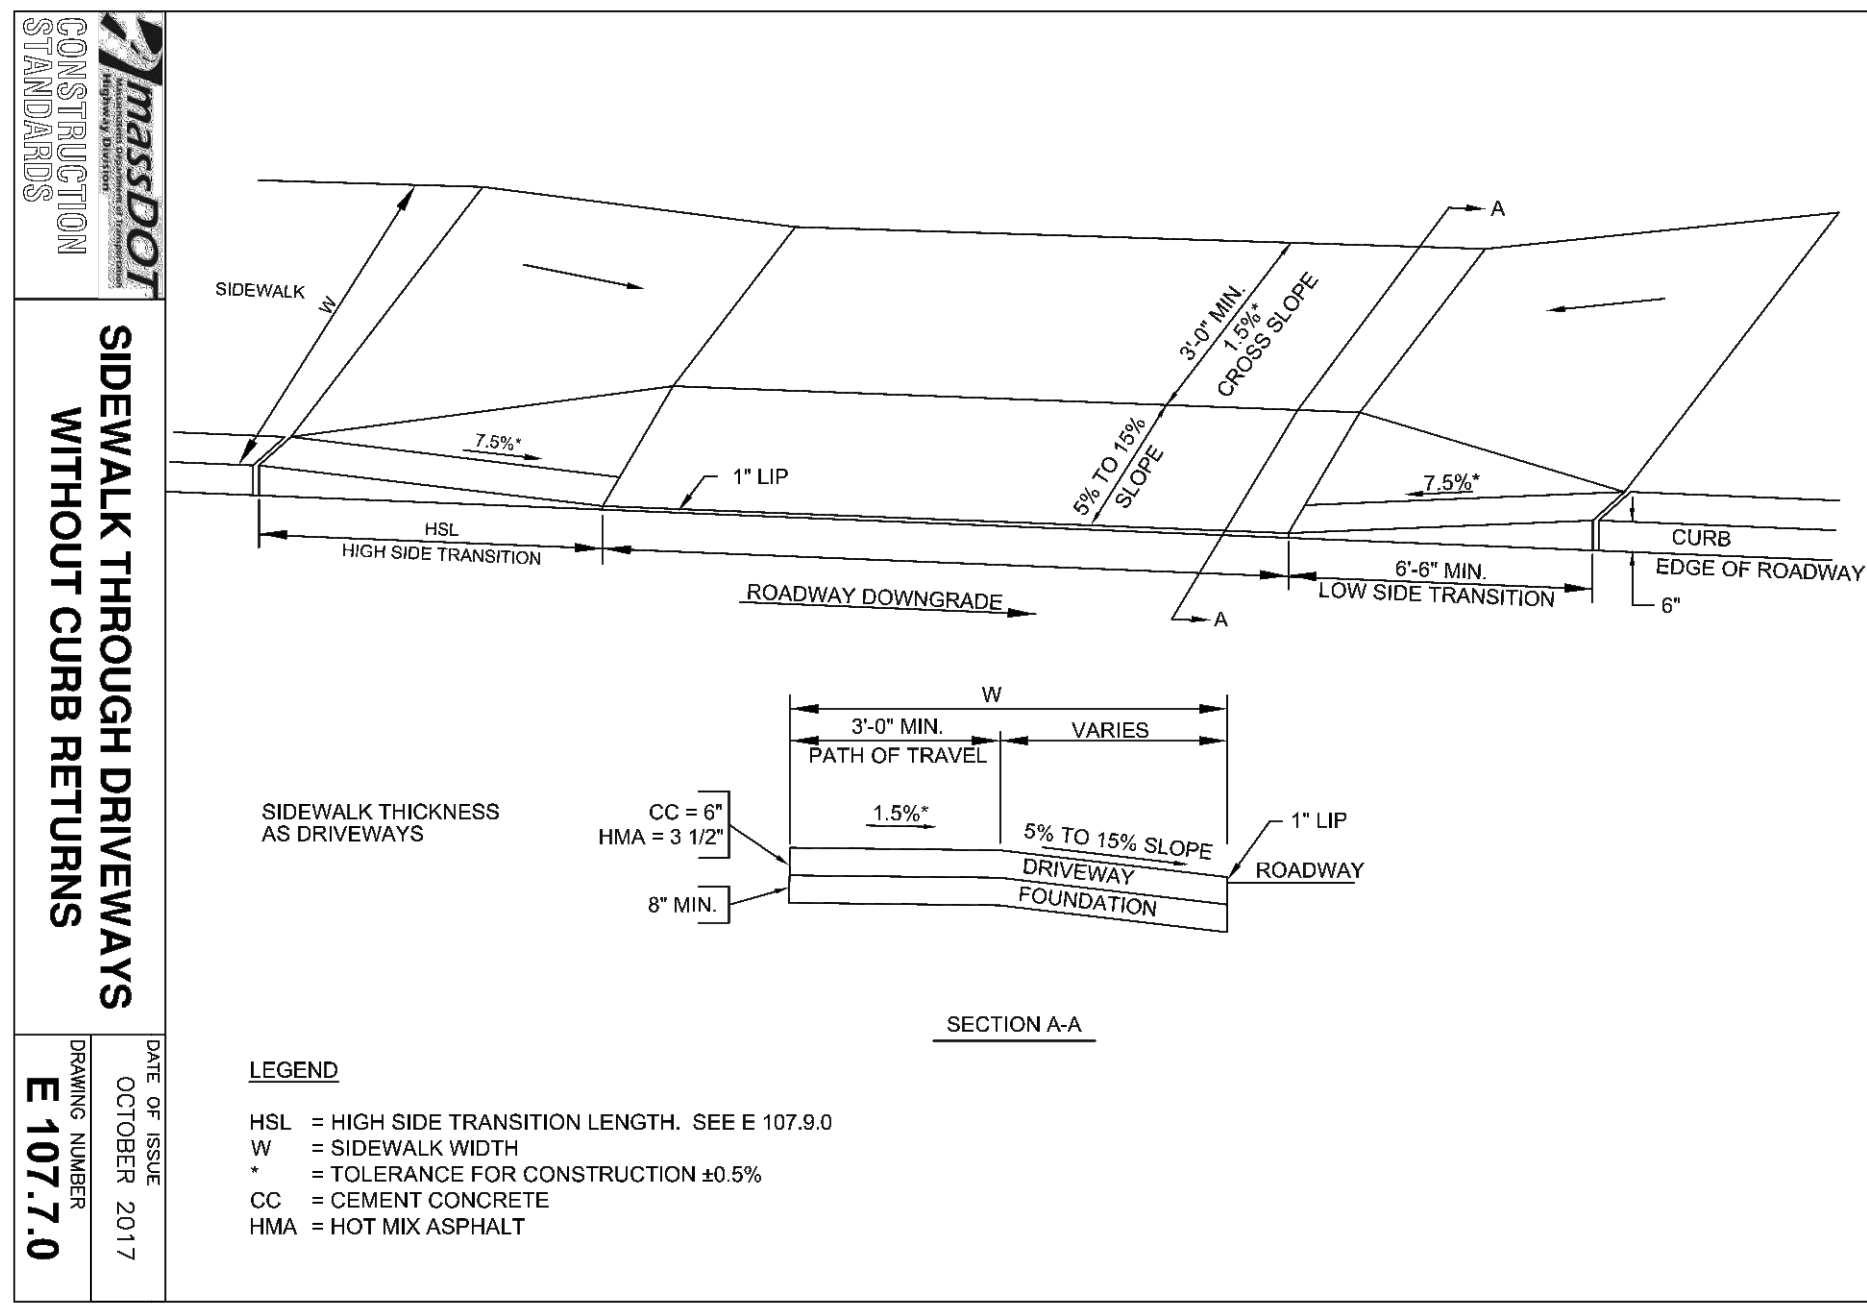 massDOT
Massachusetts Department of Transportation
Highway Division
CONSTRUCTION
STANDARDS
SIDEWALK THROUGH DRIVEWAYS
WITHOUT CURB RETURNS
DATE OF ISSUE
OCTOBER 2017
DRAWING NUMBER
E 107.7.0
A
SIDEWALK
W
3'-0" MIN.
1.5%*
CROSS SLOPE
7.5%*
1" LIP
5% TO 15%
SLOPE
7.5%*
HSL
HIGH SIDE TRANSITION
CURB
EDGE OF ROADWAY
6'-6" MIN.
LOW SIDE TRANSITION
6"
ROADWAY DOWNGRADE
A
W
3'-0" MIN.
VARIES
PATH OF TRAVEL
SIDEWALK THICKNESS
AS DRIVEWAYS
CC = 6"
HMA = 3 1/2"
8" MIN.
1.5%*
5% TO 15% SLOPE
1" LIP
DRIVEWAY
ROADWAY
FOUNDATION
SECTION A-A
LEGEND
HSL = HIGH SIDE TRANSITION LENGTH. SEE E 107.9.0
W = SIDEWALK WIDTH
* = TOLERANCE FOR CONSTRUCTION ±0.5%
CC = CEMENT CONCRETE
HMA = HOT MIX ASPHALT